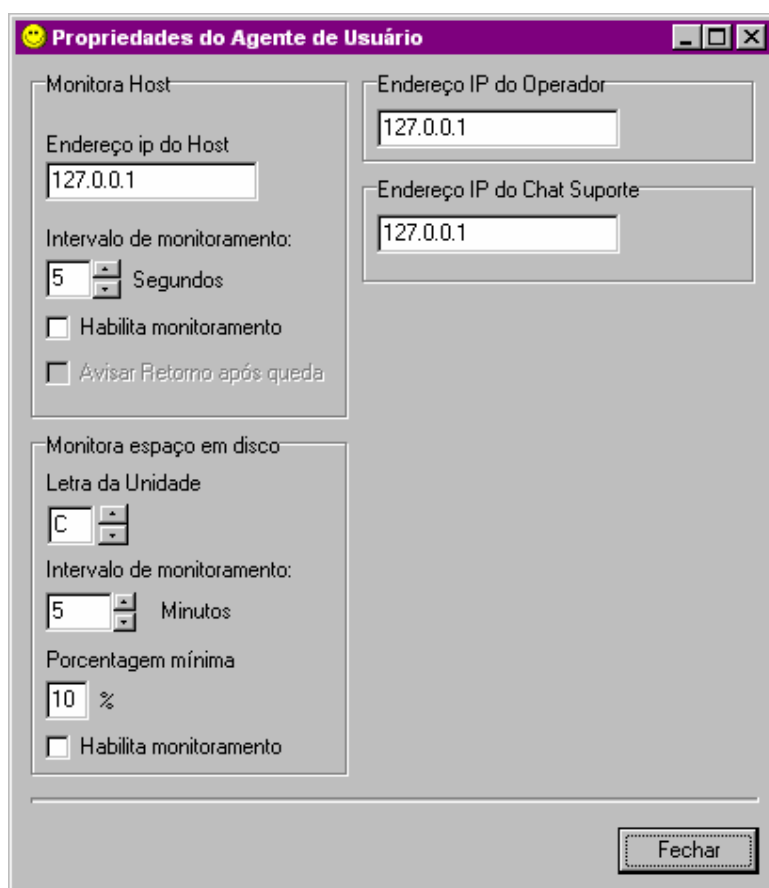 Propriedades do Agente de Usuário
Monitora Host
Endereço ip do Host
127.0.0.1
Intervalo de monitoramento:
5 Segundos
Habilita monitoramento
Avisar Retorno após queda
Endereço IP do Operador
127.0.0.1
Endereço IP do Chat Suporte
127.0.0.1
Monitora espaço em disco
Letra da Unidade
C
Intervalo de monitoramento:
5 Minutos
Porcentagem mínima
10 %
Habilita monitoramento
Fechar